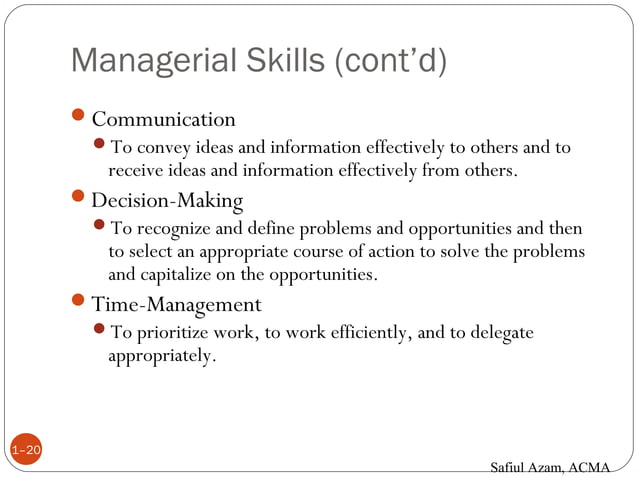 Managerial Skills (cont’d)
Communication
To convey ideas and information effectively to others and to
receive ideas and information effectively from others.
Decision-Making
To recognize and define problems and opportunities and then
to select an appropriate course of action to solve the problems
and capitalize on the opportunities.
Time-Management
To prioritize work, to work efficiently, and to delegate
appropriately.
1–20
Safiul Azam, ACMA